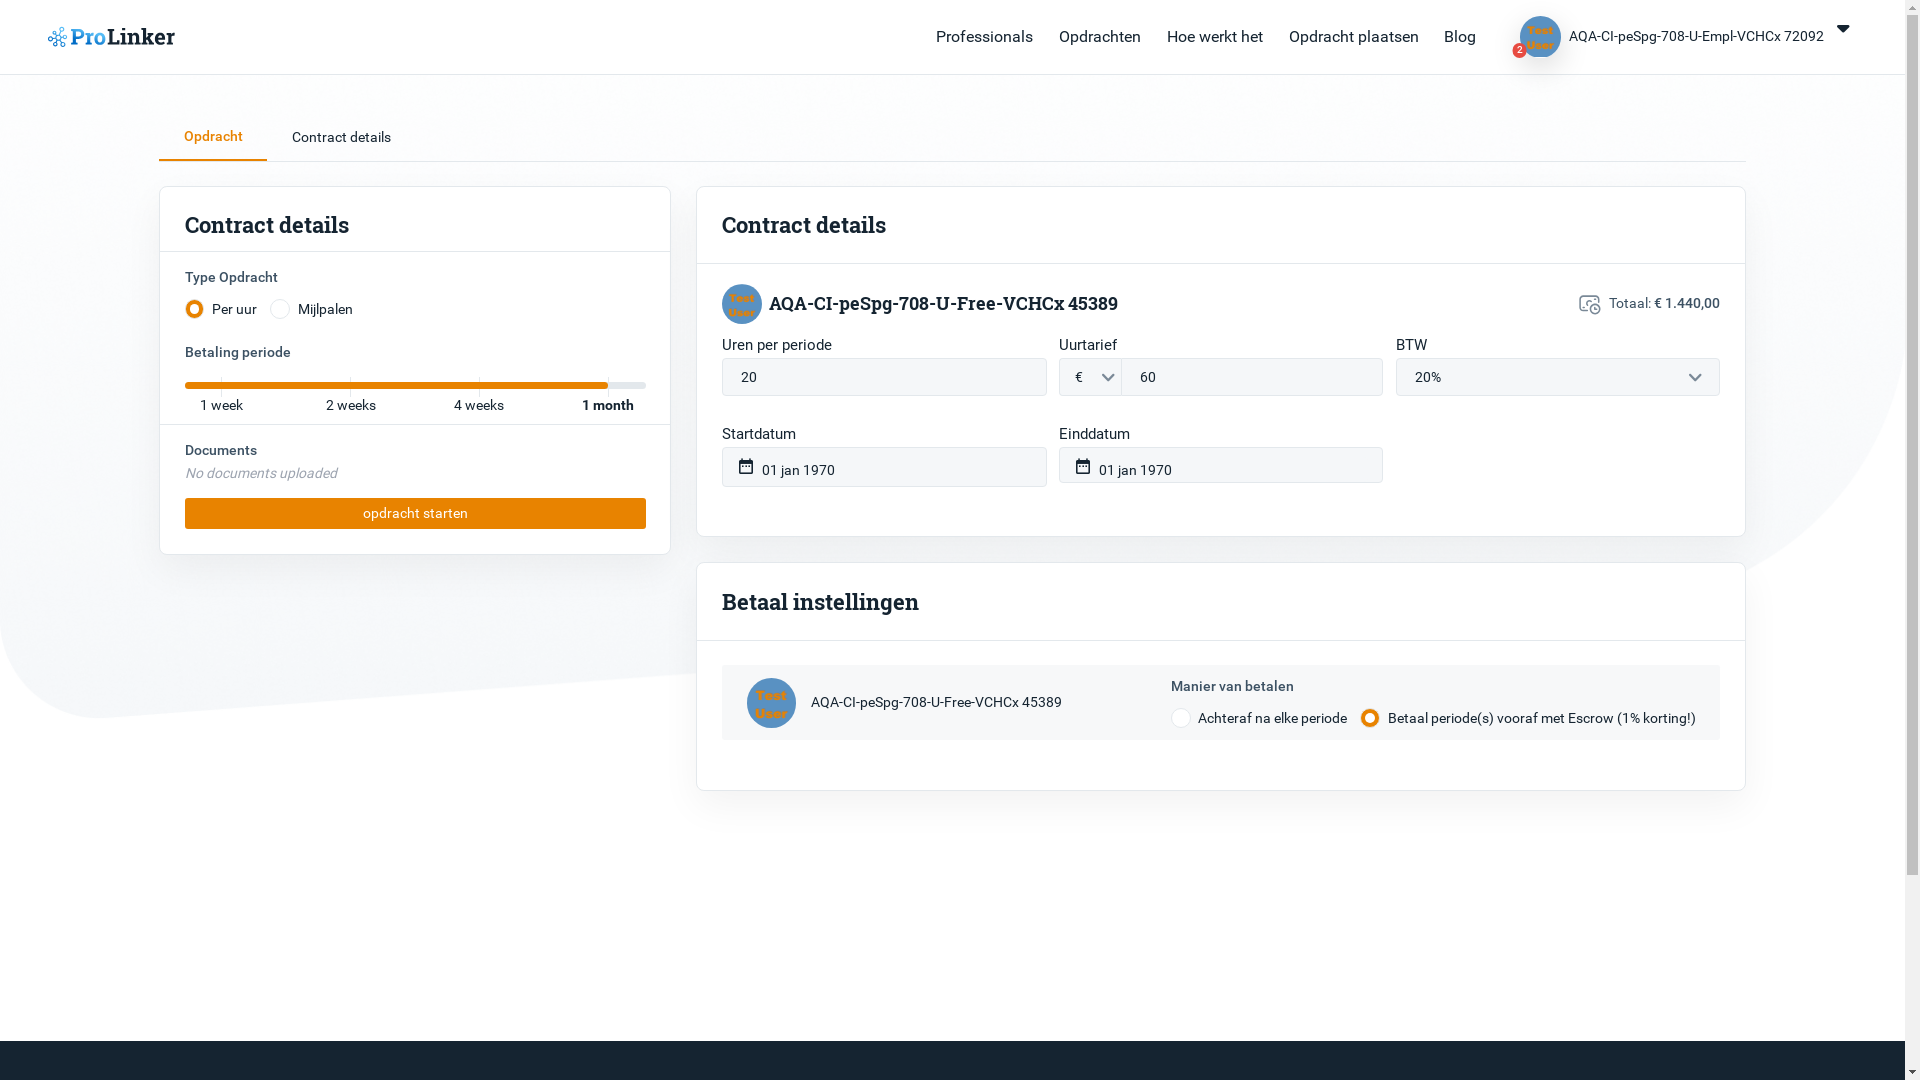 ProLinker
Professionals
Opdrachten
Hoe werkt het
Opdracht plaatsen
Blog
Test User
2
AQA-CI-peSpg-708-U-Empl-VCHCx 72092
Opdracht
Contract details
Contract details
Type Opdracht
Per uur
Mijlpalen
Betaling periode
1 week
2 weeks
4 weeks
1 month
Documents
No documents uploaded
opdracht starten
Contract details
Test User
AQA-CI-peSpg-708-U-Free-VCHCx 45389
Totaal: € 1.440,00
Uren per periode
Uurtarief
BTW
20
€
60
20%
Startdatum
Einddatum
01 jan 1970
01 jan 1970
Betaal instellingen
Test User
AQA-CI-peSpg-708-U-Free-VCHCx 45389
Manier van betalen
Achteraf na elke periode
Betaal periode(s) vooraf met Escrow (1% korting!)